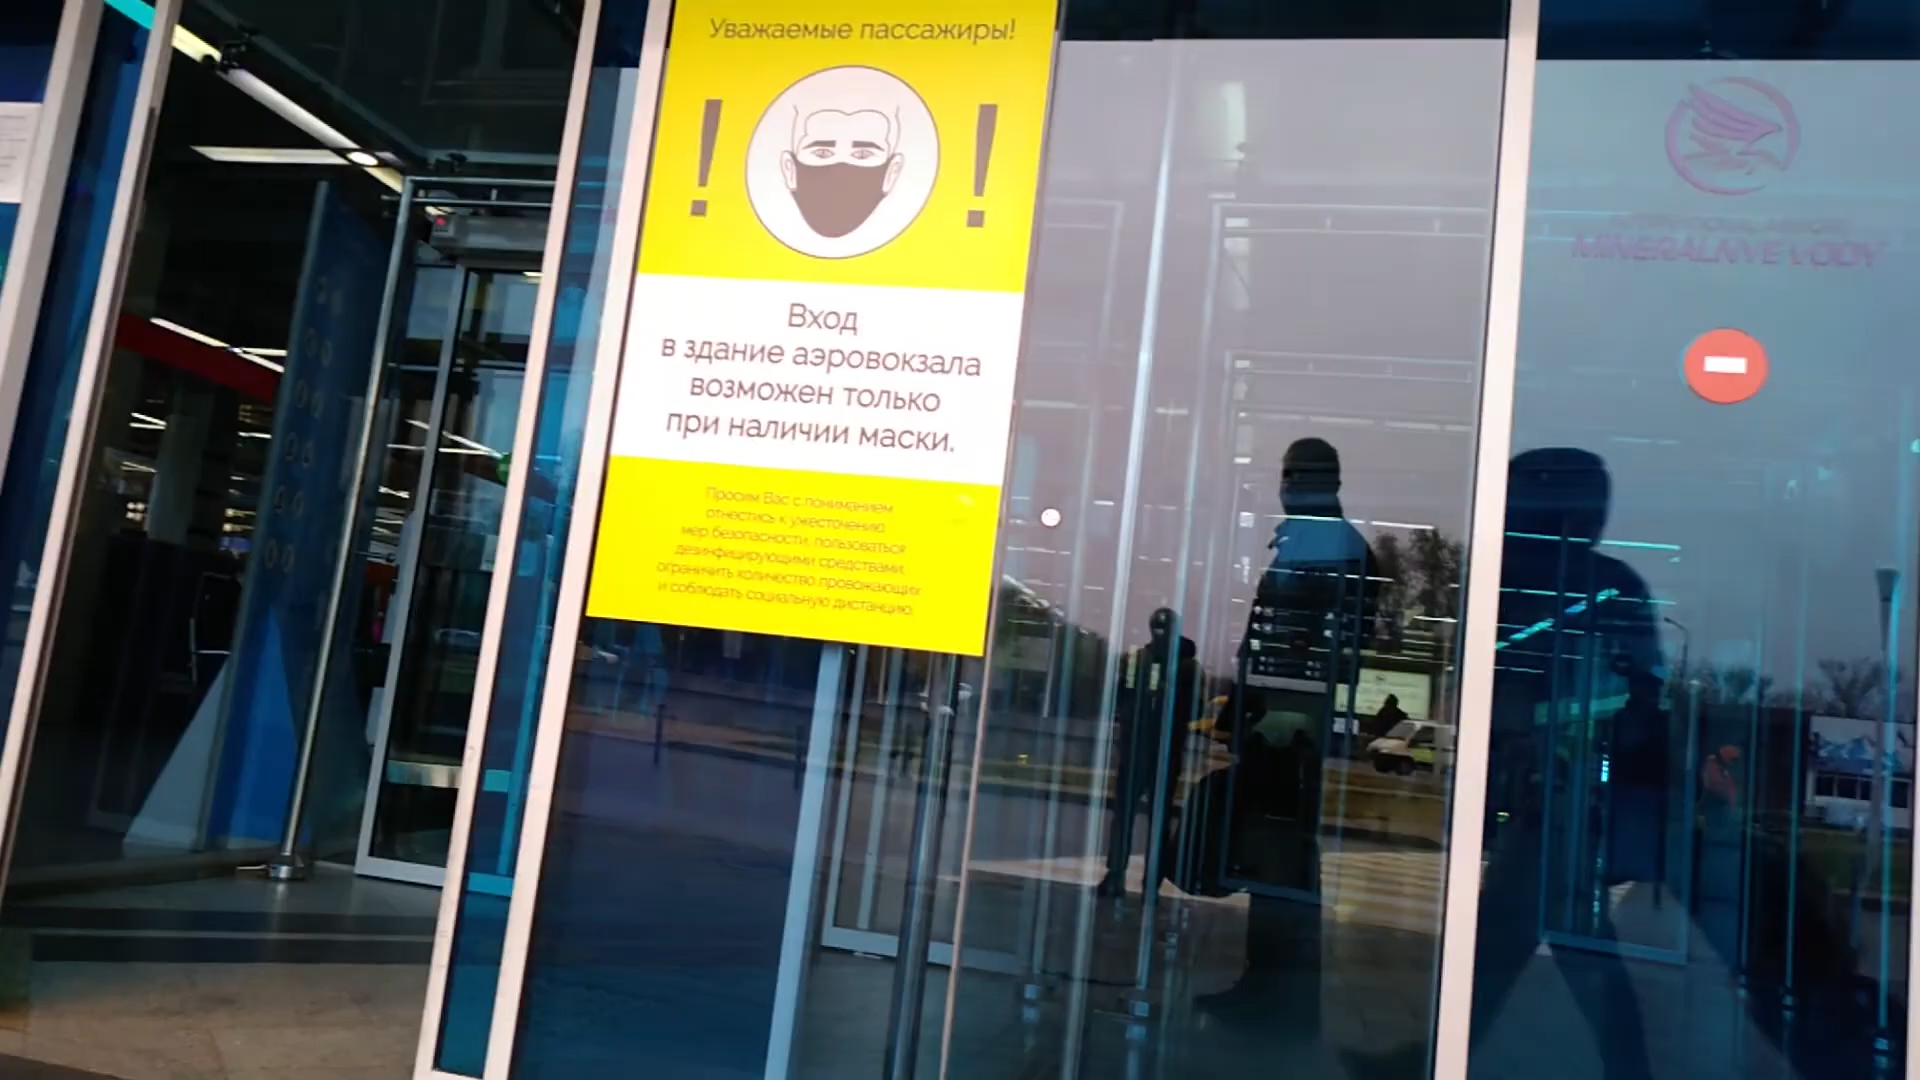 Уважаемые пассажиры!
Вход
в здание аэровокзала
возможен только
при наличии маски.
Просим Вас с пониманием
отнестись к ужесточению
мер безопасности, пользоваться
дезинфицирующими средствами,
ограничить количество провожающих
и соблюдать социальную дистанцию.
MINERALNYE VODY